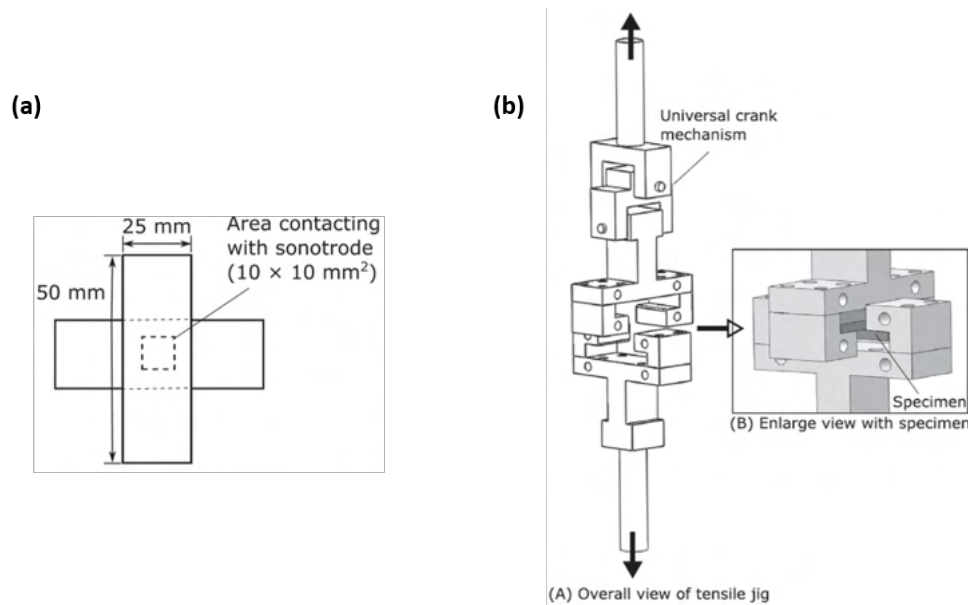 (a)
25 mm
Area contacting
with sonotrode
(10 × 10 mm²)
50 mm
(b)
Universal crank
mechanism
Specimen
(B) Enlarge view with specimen
(A) Overall view of tensile jig